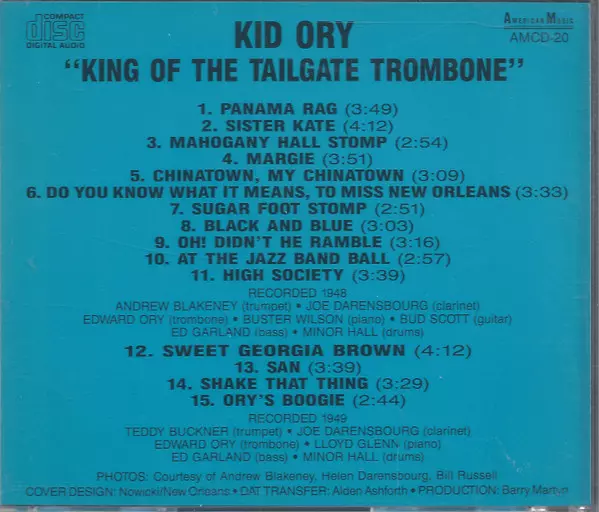 COMPACT
disc
DIGITAL AUDIO
AMERICAN MUSIC
AMCD-20
KID ORY
"KING OF THE TAILGATE TROMBONE"
1. PANAMA RAG (3:49)
2. SISTER KATE (4:12)
3. MAHOGANY HALL STOMP (2:54)
4. MARGIE (3:51)
5. CHINATOWN, MY CHINATOWN (3:09)
6. DO YOU KNOW WHAT IT MEANS, TO MISS NEW ORLEANS (3:33)
7. SUGAR FOOT STOMP (2:51)
8. BLACK AND BLUE (3:03)
9. OH! DIDN'T HE RAMBLE (3:16)
10. AT THE JAZZ BAND BALL (2:57)
11. HIGH SOCIETY (3:39)
RECORDED 1948
ANDREW BLAKENEY (trumpet) • JOE DARENSBOURG (clarinet)
EDWARD ORY (trombone) • BUSTER WILSON (piano) • BUD SCOTT (guitar)
ED GARLAND (bass) • MINOR HALL (drums)
12. SWEET GEORGIA BROWN (4:12)
13. SAN (3:39)
14. SHAKE THAT THING (3:29)
15. ORY'S BOOGIE (2:44)
RECORDED 1949
TEDDY BUCKNER (trumpet) • JOE DARENSBOURG (clarinet)
EDWARD ORY (trombone) • LLOYD GLENN (piano)
ED GARLAND (bass) • MINOR HALL (drums)
PHOTOS: Courtesy of Andrew Blakeney, Helen Darensbourg, Bill Russell
COVER DESIGN: Nowicki/New Orleans • DAT TRANSFER: Alden Ashforth • PRODUCTION: Barry Martyn